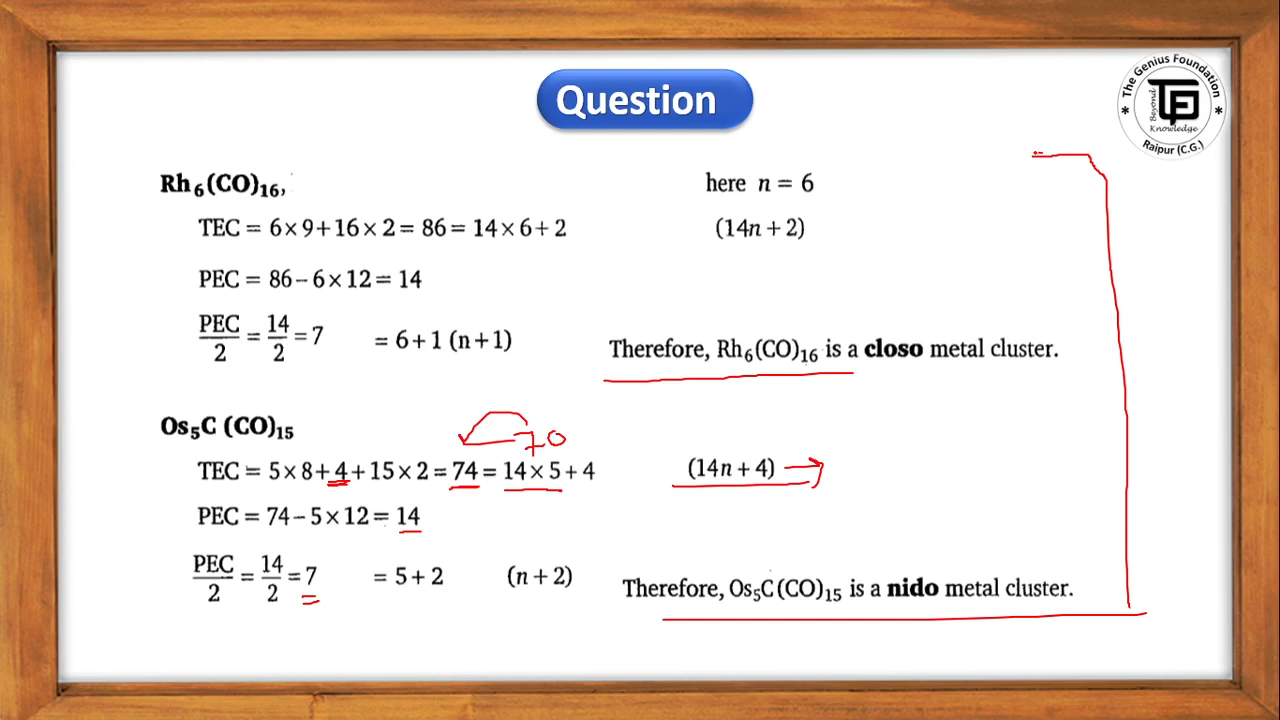 Question
The Genius Foundation
Beyond
Knowledge
Raipur (C.G.)
Rh₆(CO)₁₆,
here n = 6
TEC = 6×9+16×2 = 86 = 14×6+2
(14n + 2)
PEC = 86 − 6×12 = 14
PEC/2 = 14/2 = 7 = 6+1 (n+1)
Therefore, Rh₆(CO)₁₆ is a closo metal cluster.
Os₅C (CO)₁₅
70
TEC = 5×8+4+15×2 = 74 = 14×5+4
(14n + 4)
PEC = 74 − 5×12 = 14
PEC/2 = 14/2 = 7 = 5+2 (n+2)
Therefore, Os₅C(CO)₁₅ is a nido metal cluster.